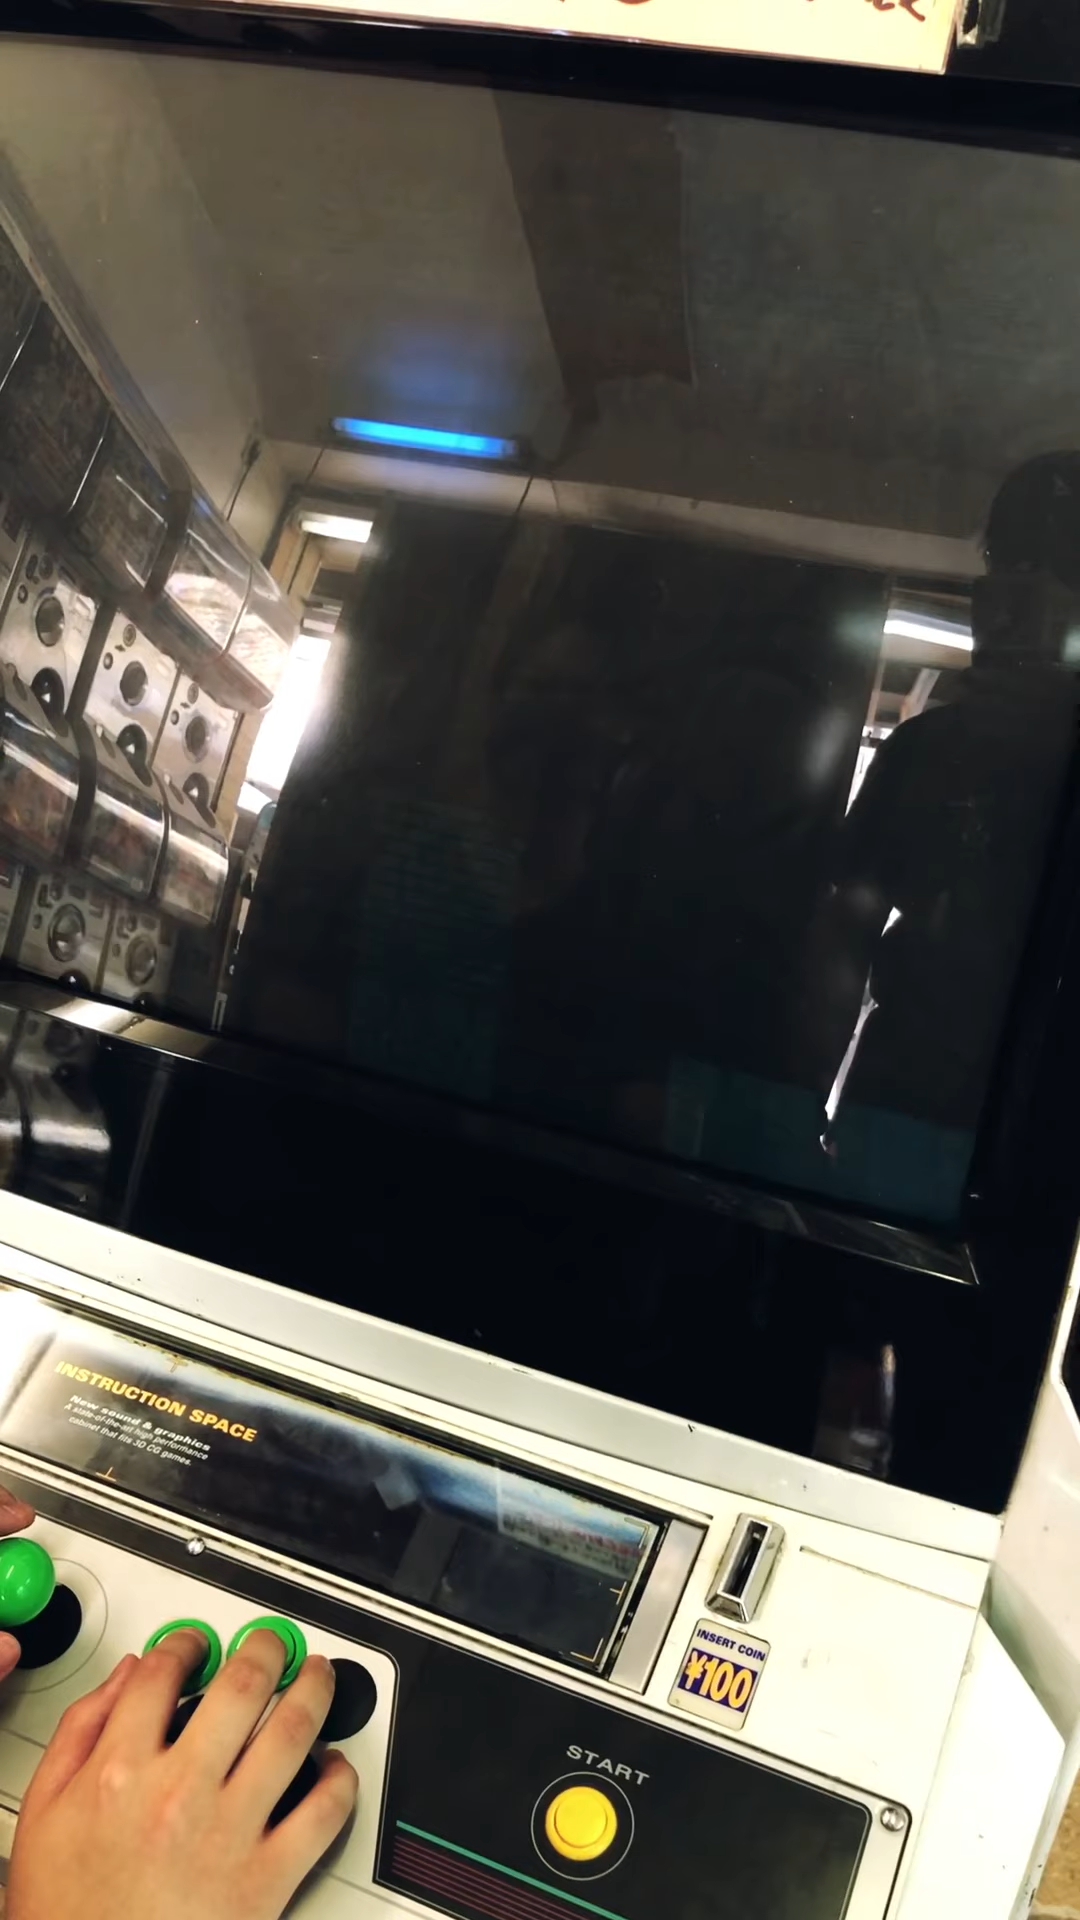 INSTRUCTION SPACE
New sound & graphics
A state-of-the-art high performance
cabinet that fits 3D CG games.
INSERT COIN
¥100
START